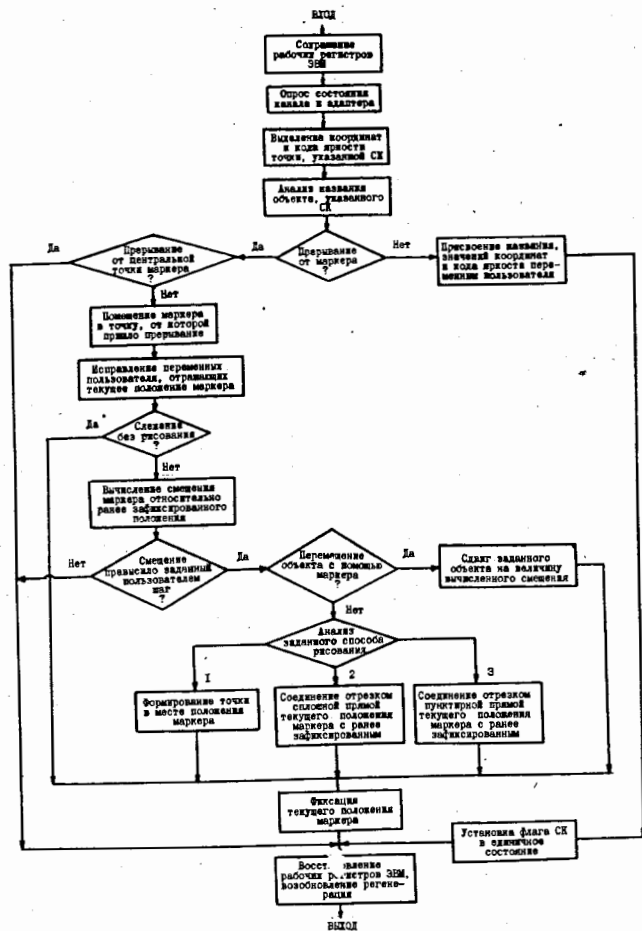 ВХОД
Сохранение
рабочих регистров
ЭВМ
Опрос состояния
канала и адаптера
Выделение координат
и кода яркости
точки, указанной СК
Анализ названия
объекта, указанного
СК
Да
Прерывание
от центральной
точки маркера
?
Да
Прерывание
от маркера
?
Нет
Присвоение
значений координат
и кода яркости пере-
менным пользователя
Нет
Помещение маркера
в точку, от которой
пришло прерывание
Исправление переменных
пользователя, отражающих
текущее положение маркера
Да
Слежение
без рисования
?
Нет
Вычисление смещения
маркера относительно
ранее зафиксированного
положения
Нет
Смещение
превысило заданный
пользователем
шаг
?
Да
Перемещение
объекта с помощью
маркера
?
Да
Сдвиг заданного
объекта на величину
вычисленного смещения
Нет
Анализ
заданного способа
рисования
1
2
3
Формирование точки
в месте положения
маркера
Соединение отрезком
сплошной прямой
текущего положения
маркера с ранее
зафиксированным
Соединение отрезком
пунктирной прямой
текущего положения
маркера с ранее
зафиксированным
Фиксация
текущего положения
маркера
Установка флага СК
в единичное
состояние
Восстановление
рабочих регистров ЭВМ,
возобновление регене-
рация
ВЫХОД